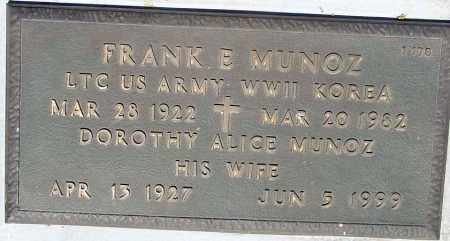 FRANK E MUNOZ
LTC US ARMY WWII KOREA
MAR 28 1922 MAR 20 1982
DOROTHY ALICE MUNOZ
HIS WIFE
APR 13 1927 JUN 5 1999